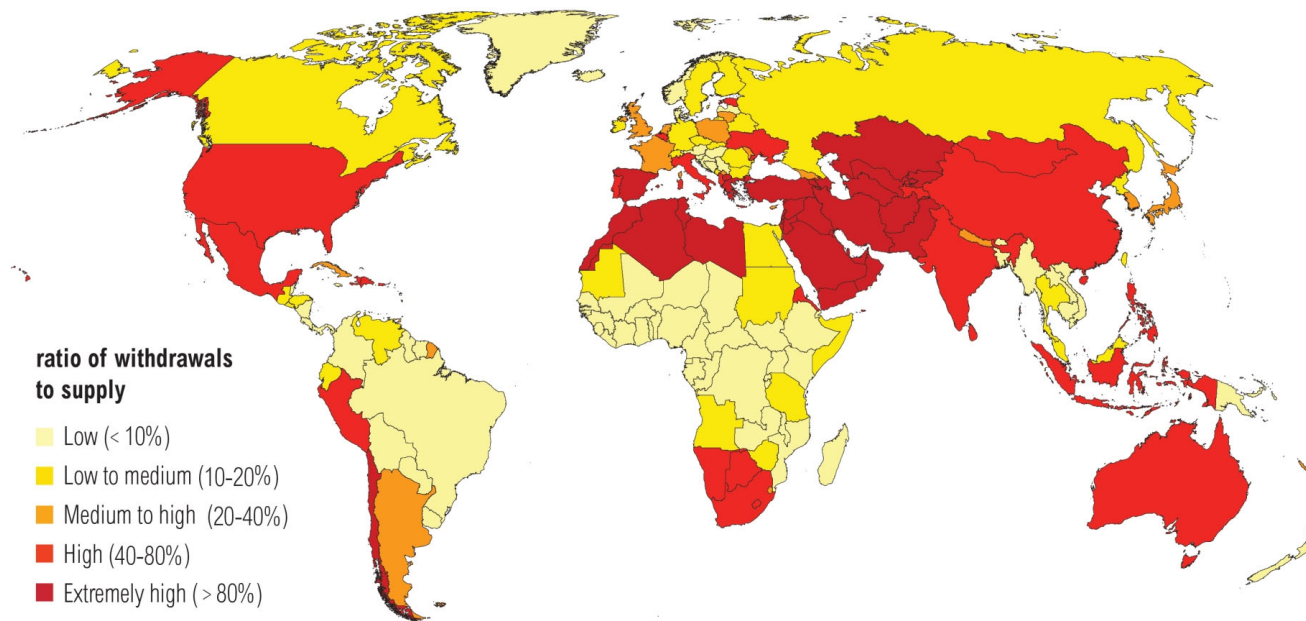 ratio of withdrawals
to supply
Low (< 10%)
Low to medium (10-20%)
Medium to high (20-40%)
High (40-80%)
Extremely high (> 80%)